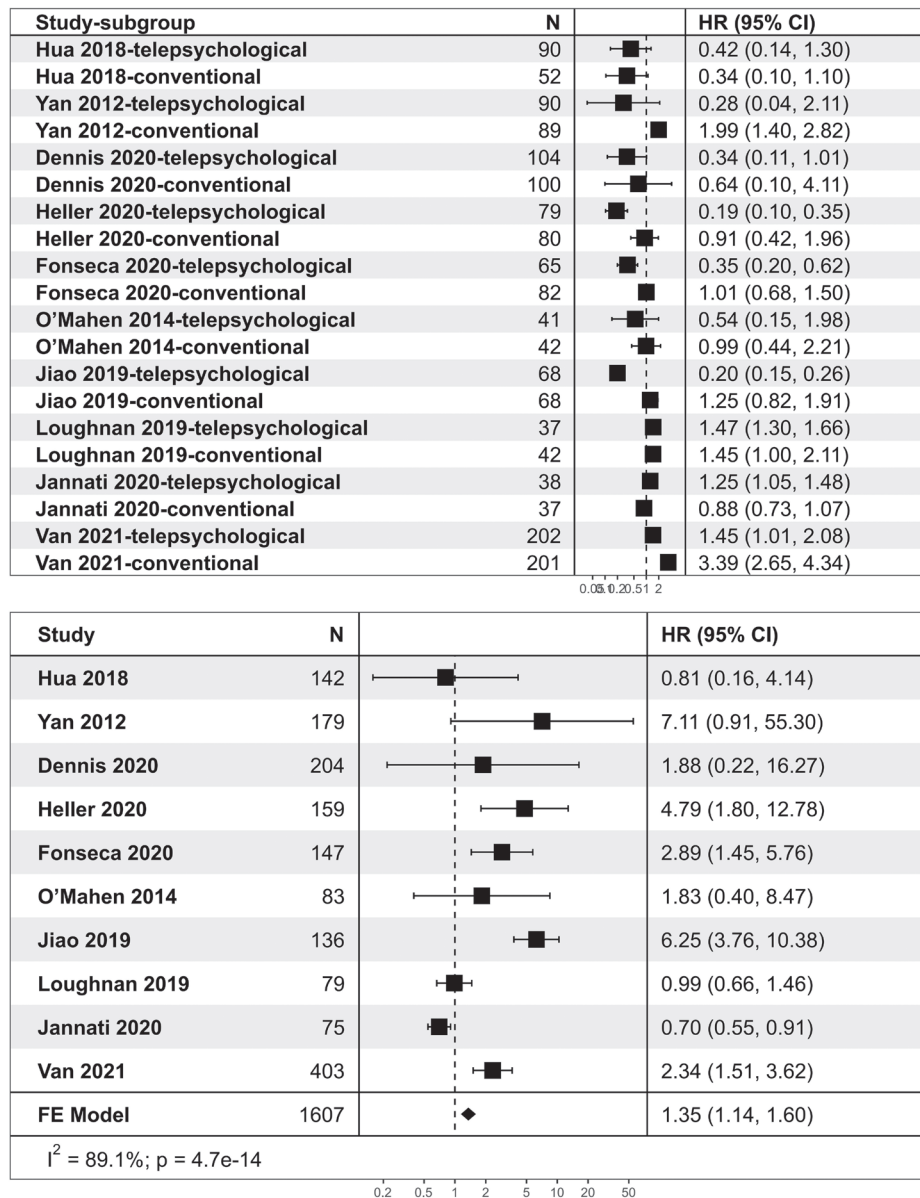 Study-subgroup N HR (95% CI)
Hua 2018-telepsychological 90 0.42 (0.14, 1.30)
Hua 2018-conventional 52 0.34 (0.10, 1.10)
Yan 2012-telepsychological 90 0.28 (0.04, 2.11)
Yan 2012-conventional 89 1.99 (1.40, 2.82)
Dennis 2020-telepsychological 104 0.34 (0.11, 1.01)
Dennis 2020-conventional 100 0.64 (0.10, 4.11)
Heller 2020-telepsychological 79 0.19 (0.10, 0.35)
Heller 2020-conventional 80 0.91 (0.42, 1.96)
Fonseca 2020-telepsychological 65 0.35 (0.20, 0.62)
Fonseca 2020-conventional 82 1.01 (0.68, 1.50)
O’Mahen 2014-telepsychological 41 0.54 (0.15, 1.98)
O’Mahen 2014-conventional 42 0.99 (0.44, 2.21)
Jiao 2019-telepsychological 68 0.20 (0.15, 0.26)
Jiao 2019-conventional 68 1.25 (0.82, 1.91)
Loughnan 2019-telepsychological 37 1.47 (1.30, 1.66)
Loughnan 2019-conventional 42 1.45 (1.00, 2.11)
Jannati 2020-telepsychological 38 1.25 (1.05, 1.48)
Jannati 2020-conventional 37 0.88 (0.73, 1.07)
Van 2021-telepsychological 202 1.45 (1.01, 2.08)
Van 2021-conventional 201 3.39 (2.65, 4.34)
0.05 0.1 0.2 0.5 1 2
Study N HR (95% CI)
Hua 2018 142 0.81 (0.16, 4.14)
Yan 2012 179 7.11 (0.91, 55.30)
Dennis 2020 204 1.88 (0.22, 16.27)
Heller 2020 159 4.79 (1.80, 12.78)
Fonseca 2020 147 2.89 (1.45, 5.76)
O’Mahen 2014 83 1.83 (0.40, 8.47)
Jiao 2019 136 6.25 (3.76, 10.38)
Loughnan 2019 79 0.99 (0.66, 1.46)
Jannati 2020 75 0.70 (0.55, 0.91)
Van 2021 403 2.34 (1.51, 3.62)
FE Model 1607 1.35 (1.14, 1.60)
I² = 89.1%; p = 4.7e-14
0.2 0.5 1 2 5 10 20 50